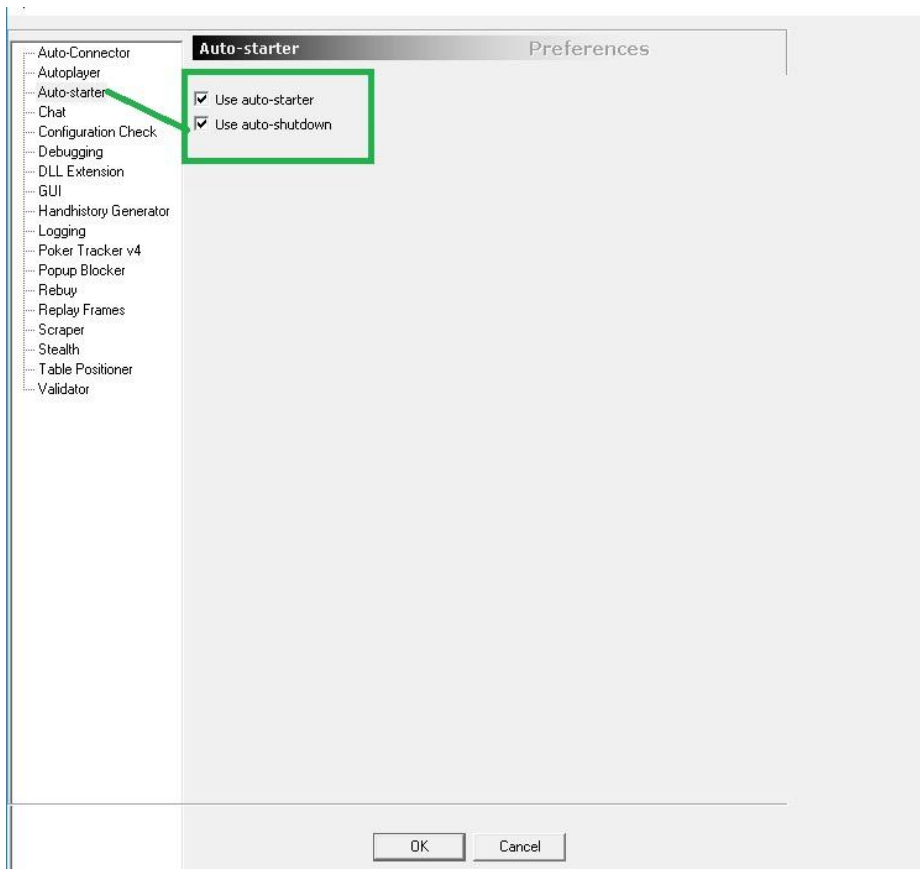 Auto-Connector
Autoplayer
Auto-starter
Chat
Configuration Check
Debugging
DLL Extension
GUI
Handhistory Generator
Logging
Poker Tracker v4
Popup Blocker
Rebuy
Replay Frames
Scraper
Stealth
Table Positioner
Validator
Auto-starter Preferences
Use auto-starter
Use auto-shutdown
OK Cancel